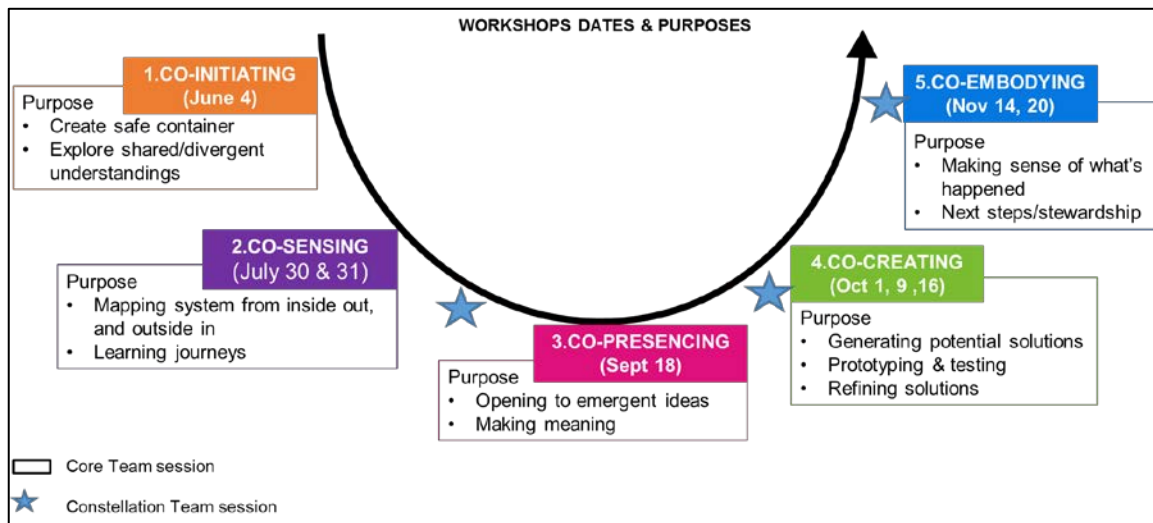 WORKSHOPS DATES & PURPOSES
1.CO-INITIATING
(June 4)
Purpose
• Create safe container
• Explore shared/divergent
understandings
2.CO-SENSING
(July 30 & 31)
Purpose
• Mapping system from inside out,
and outside in
• Learning journeys
3.CO-PRESENCING
(Sept 18)
Purpose
• Opening to emergent ideas
• Making meaning
4.CO-CREATING
(Oct 1, 9 ,16)
Purpose
• Generating potential solutions
• Prototyping & testing
• Refining solutions
5.CO-EMBODYING
(Nov 14, 20)
Purpose
• Making sense of what's
happened
• Next steps/stewardship
Core Team session
Constellation Team session